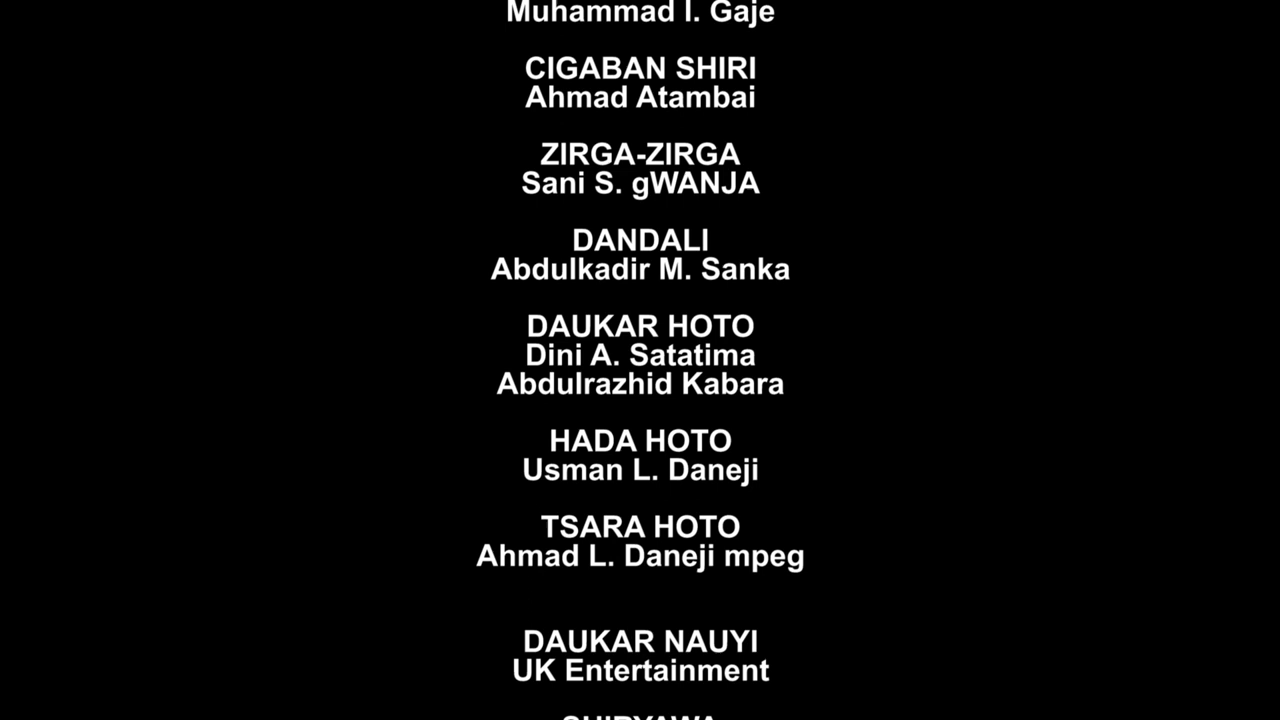 Muhammad I. Gaje
CIGABAN SHIRI
Ahmad Atambai
ZIRGA-ZIRGA
Sani S. gWANJA
DANDALI
Abdulkadir M. Sanka
DAUKAR HOTO
Dini A. Satatima
Abdulrazhid Kabara
HADA HOTO
Usman L. Daneji
TSARA HOTO
Ahmad L. Daneji mpeg
DAUKAR NAUYI
UK Entertainment
SHIRYAWA